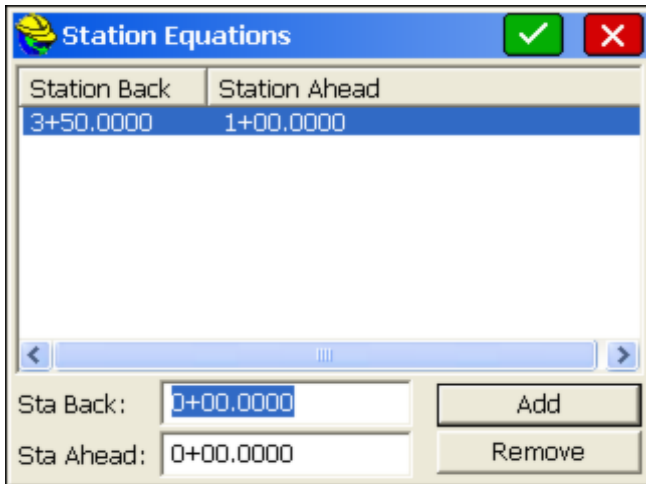 Station Equations
Station Back Station Ahead
3+50.0000 1+00.0000
Sta Back: 0+00.0000 Add
Sta Ahead: 0+00.0000 Remove